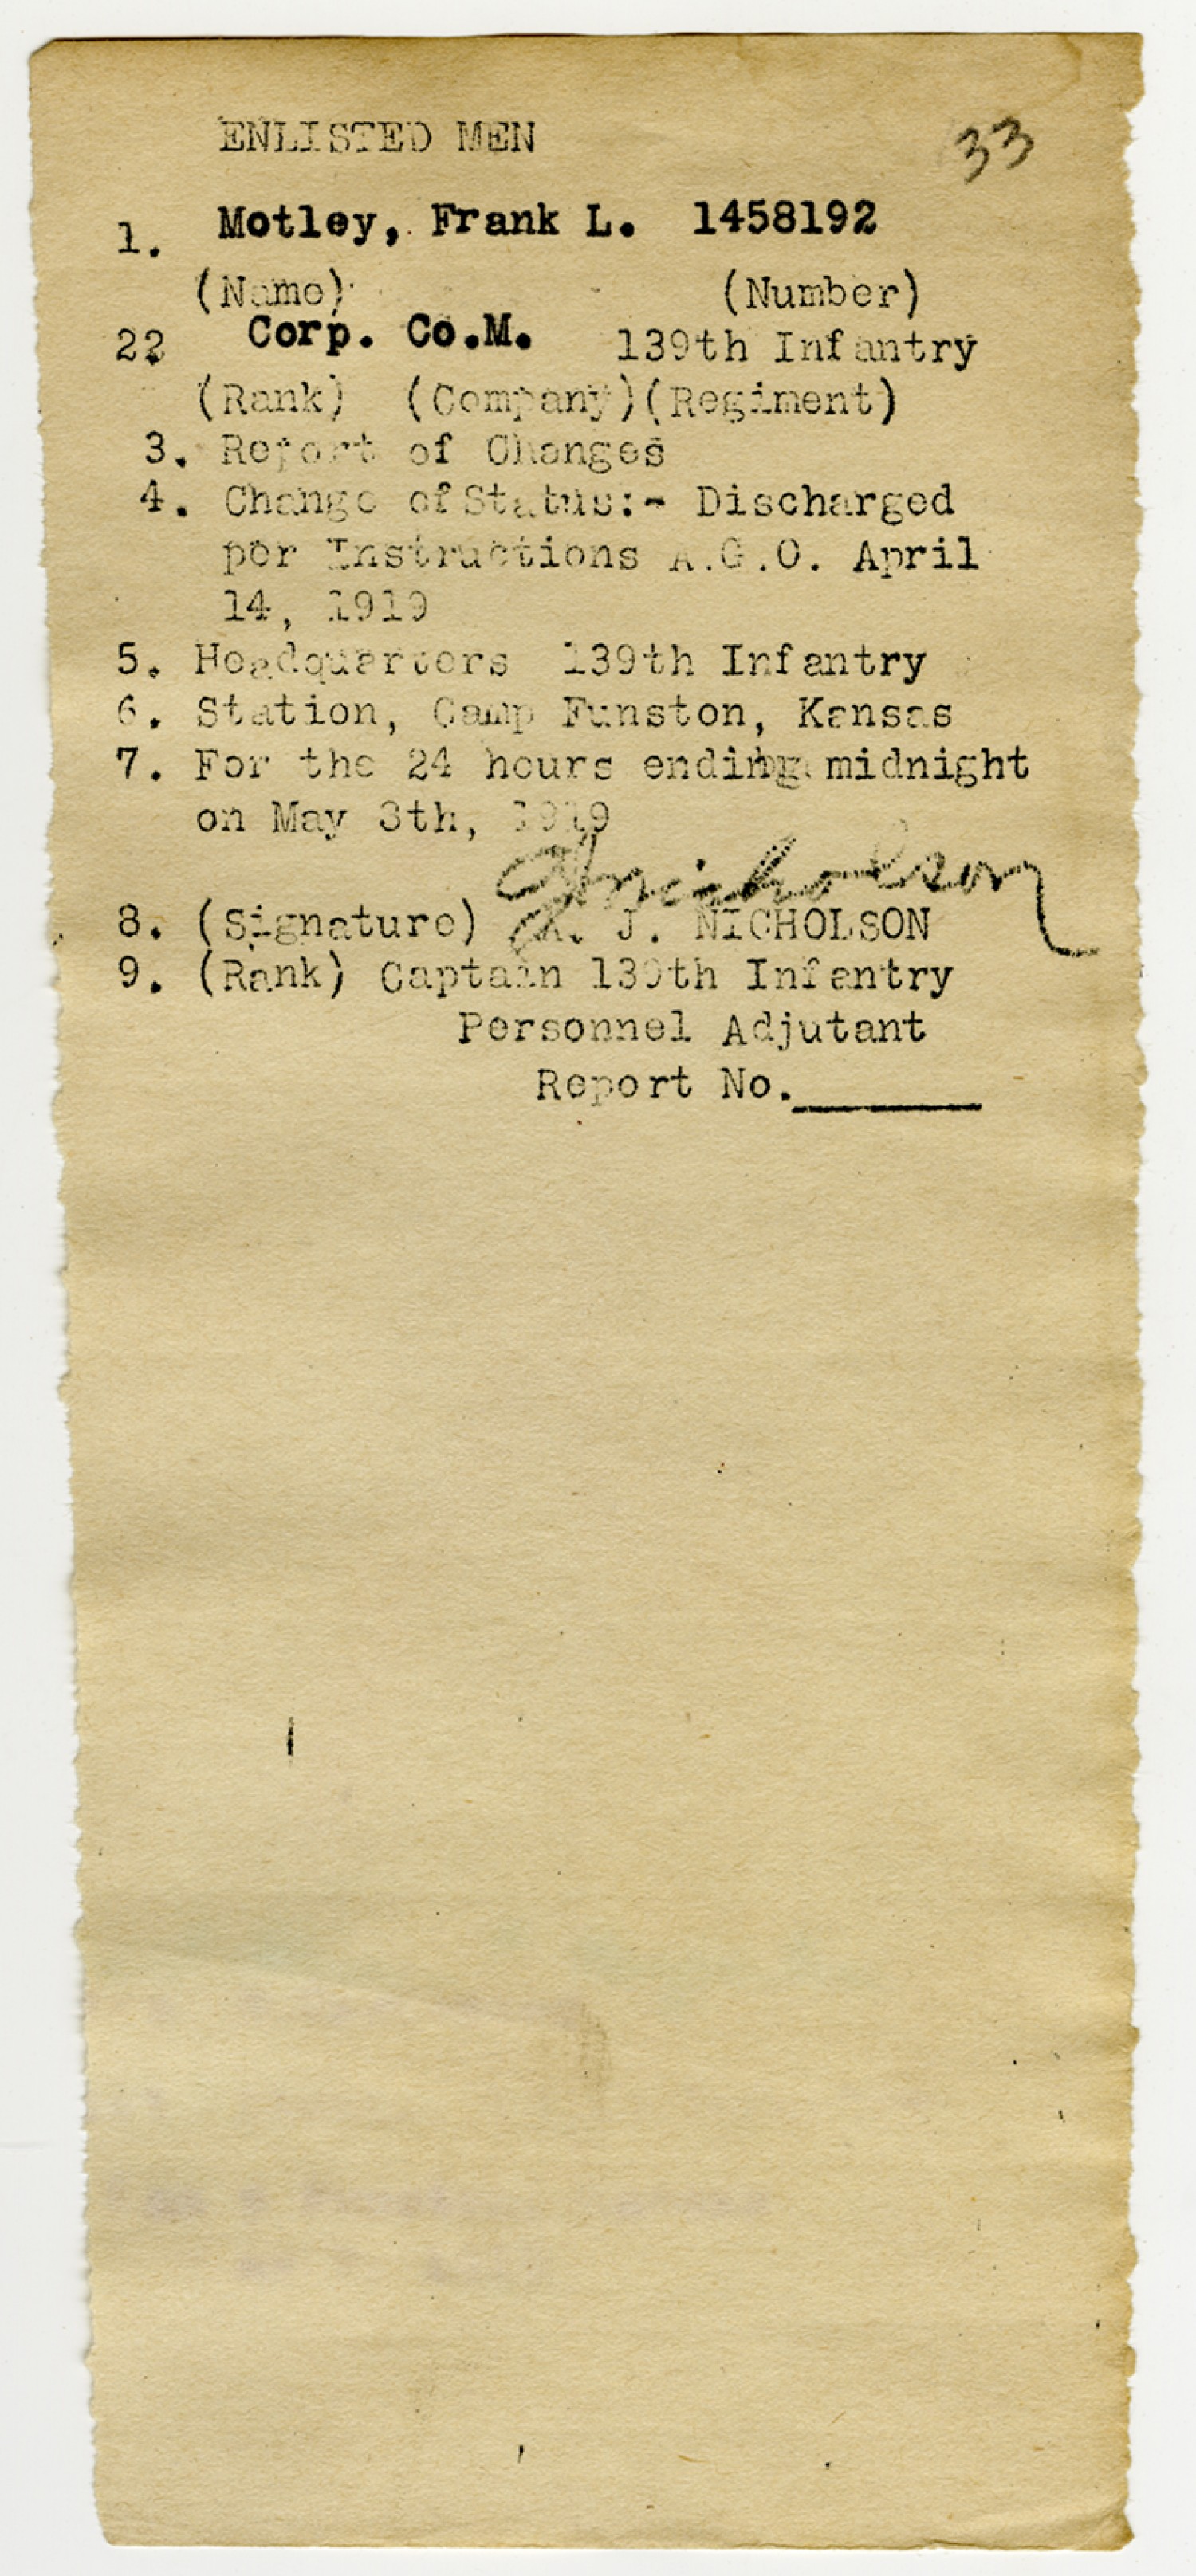 ENLISTED MEN
33
1. Motley, Frank L. 1458192
(Name) (Number)
22 Corp. Co.M. 139th Infantry
(Rank) (Company)(Regiment)
3. Report of Changes
4. Change of Status:- Discharged
per Instructions A.G.O. April
14, 1919
5. Headquarters 139th Infantry
6. Station, Camp Funston, Kansas
7. For the 24 hours ending midnight
on May 8th, 1919
Nicholson
8. (Signature) J. NICHOLSON
9. (Rank) Captain 139th Infantry
Personnel Adjutant
Report No.